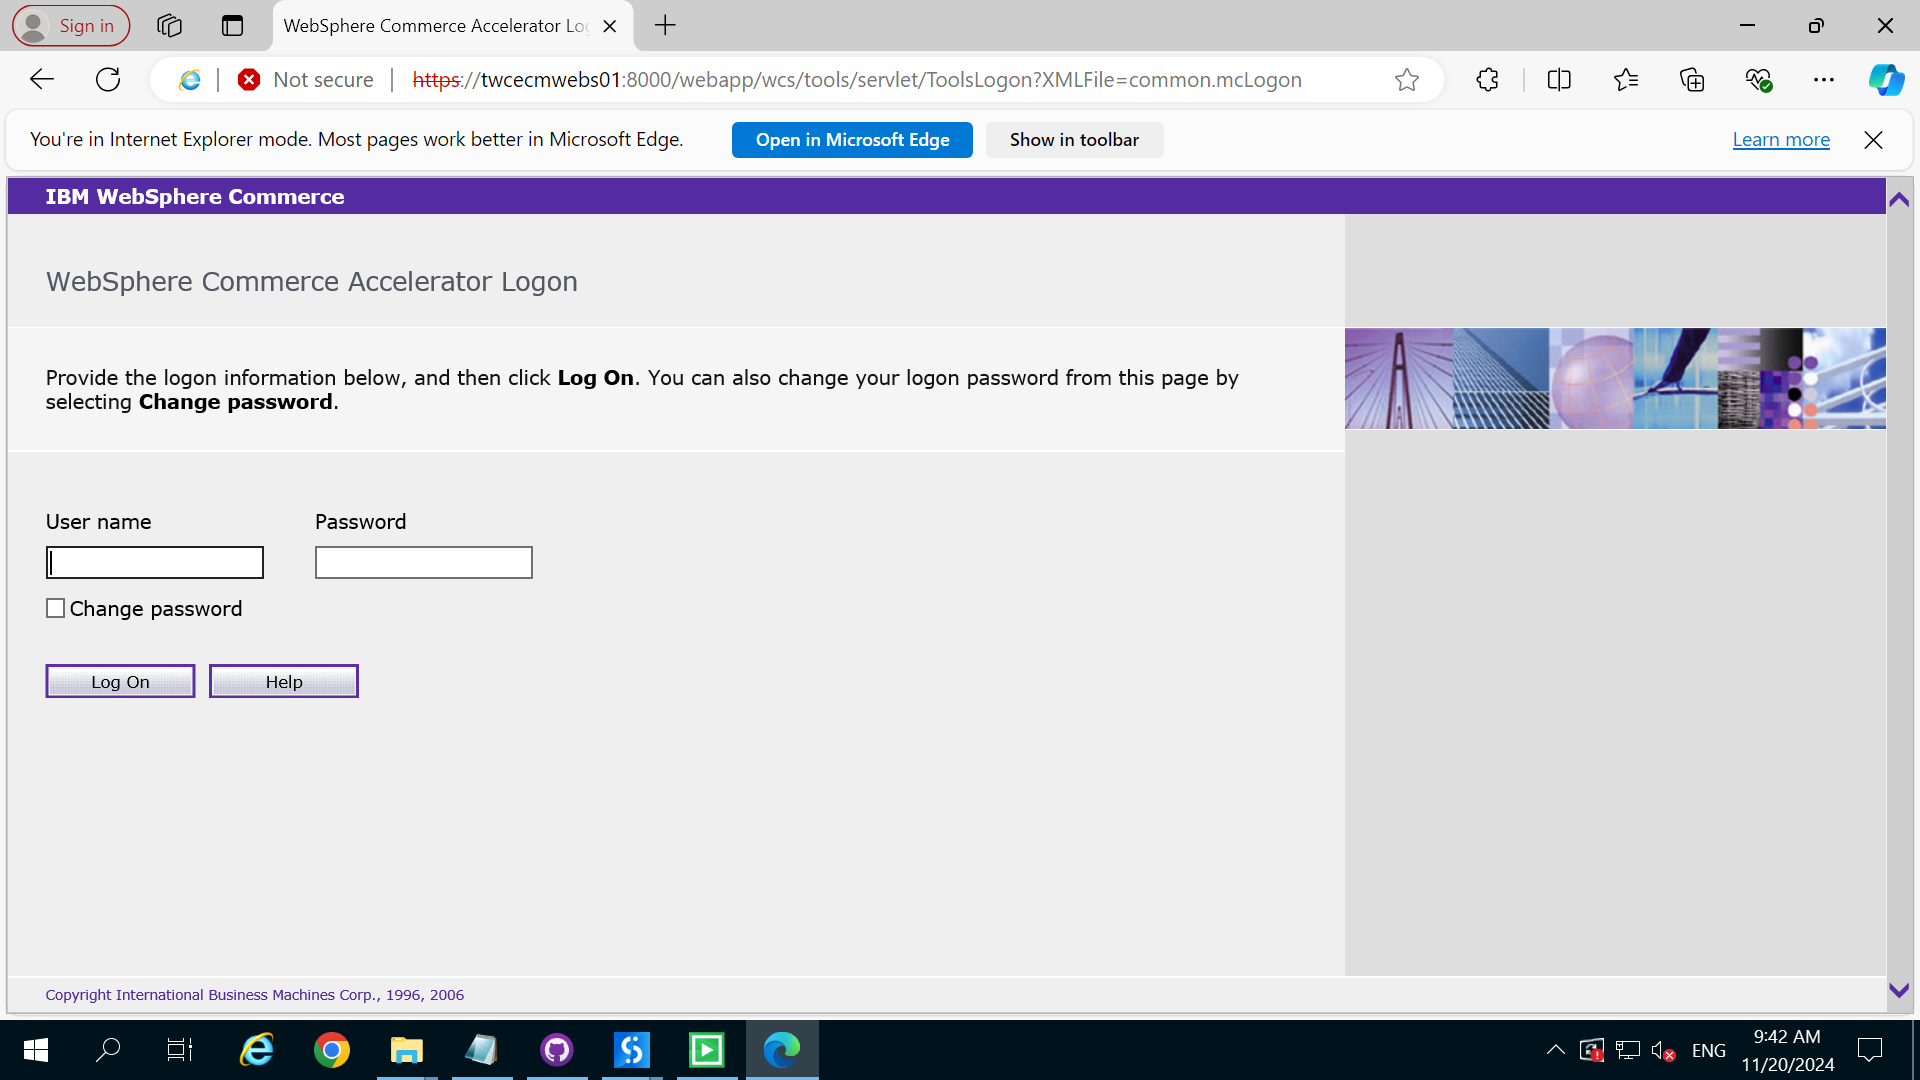 Sign in
WebSphere Commerce Accelerator Lo
Not secure
https://twcecmwebs01:8000/webapp/wcs/tools/servlet/ToolsLogon?XMLFile=common.mcLogon
You're in Internet Explorer mode. Most pages work better in Microsoft Edge.
Open in Microsoft Edge
Show in toolbar
Learn more
IBM WebSphere Commerce
WebSphere Commerce Accelerator Logon
Provide the logon information below, and then click Log On. You can also change your logon password from this page by
selecting Change password.
User name
Password
Change password
Log On
Help
Copyright International Business Machines Corp., 1996, 2006
ENG
9:42 AM
11/20/2024